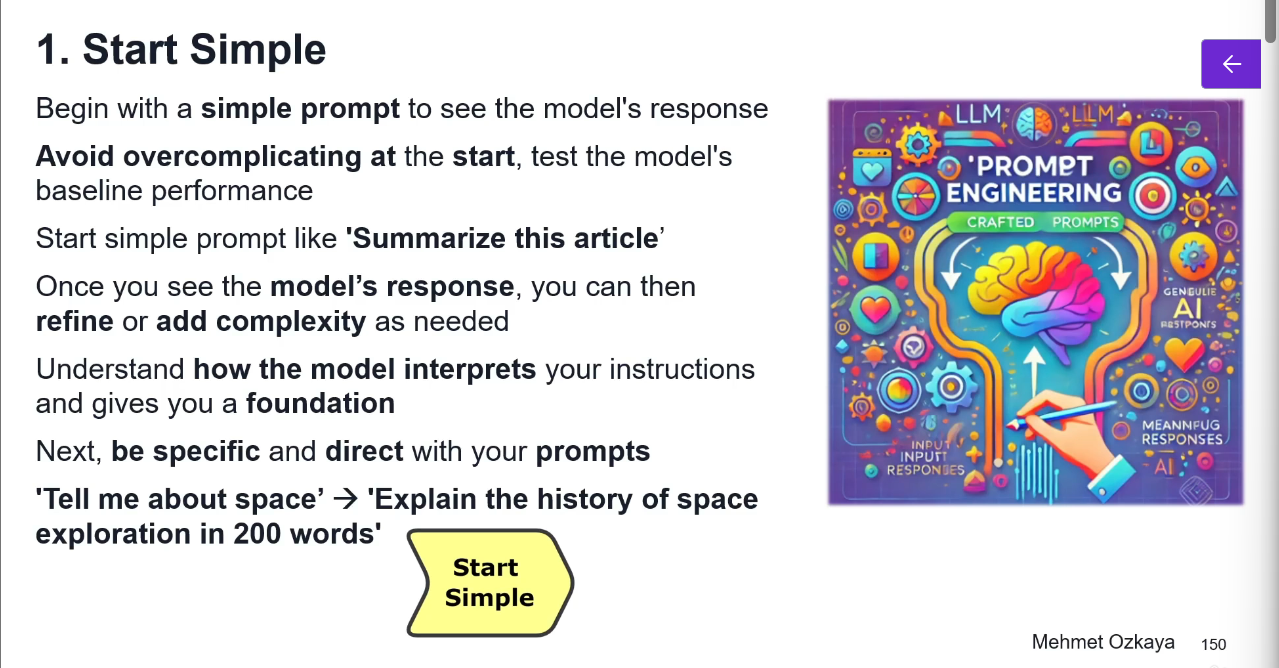 1. Start Simple
Begin with a simple prompt to see the model's response
Avoid overcomplicating at the start, test the model's
baseline performance
Start simple prompt like 'Summarize this article’
Once you see the model’s response, you can then
refine or add complexity as needed
Understand how the model interprets your instructions
and gives you a foundation
Next, be specific and direct with your prompts
'Tell me about space’ → 'Explain the history of space
exploration in 200 words'
Start
Simple
LLM
LLM
'PROMPT
ENGINEERING
CRAFTED PROMPTS
AI
INPUT
INPUTT
RESPONSES
RESPONSES
AI
Mehmet Ozkaya
150